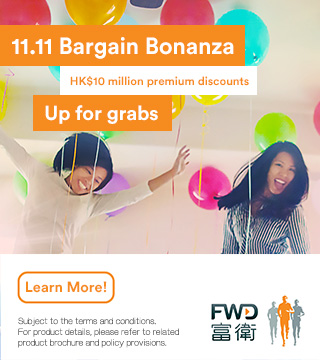 11.11 Bargain Bonanza
HK$10 million premium discounts
Up for grabs
Learn More!
FWD
富衛
Subject to the terms and conditions.
For product details, please refer to related
product brochure and policy provisions.